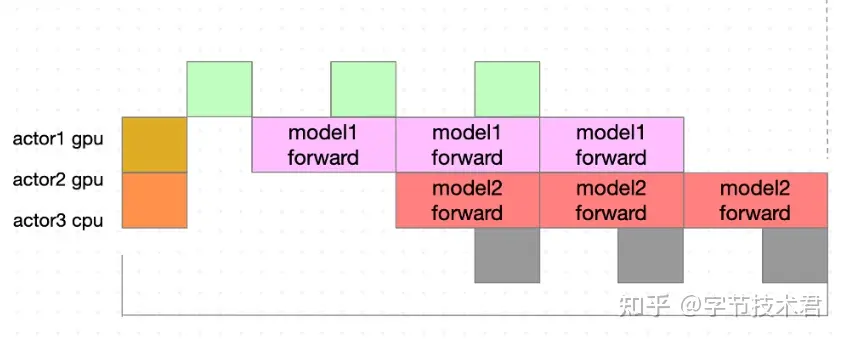 actor1 gpu
model1
forward
model1
forward
model1
forward
actor2 gpu
model2
forward
model2
forward
model2
forward
actor3 cpu
知乎 @字节技术君